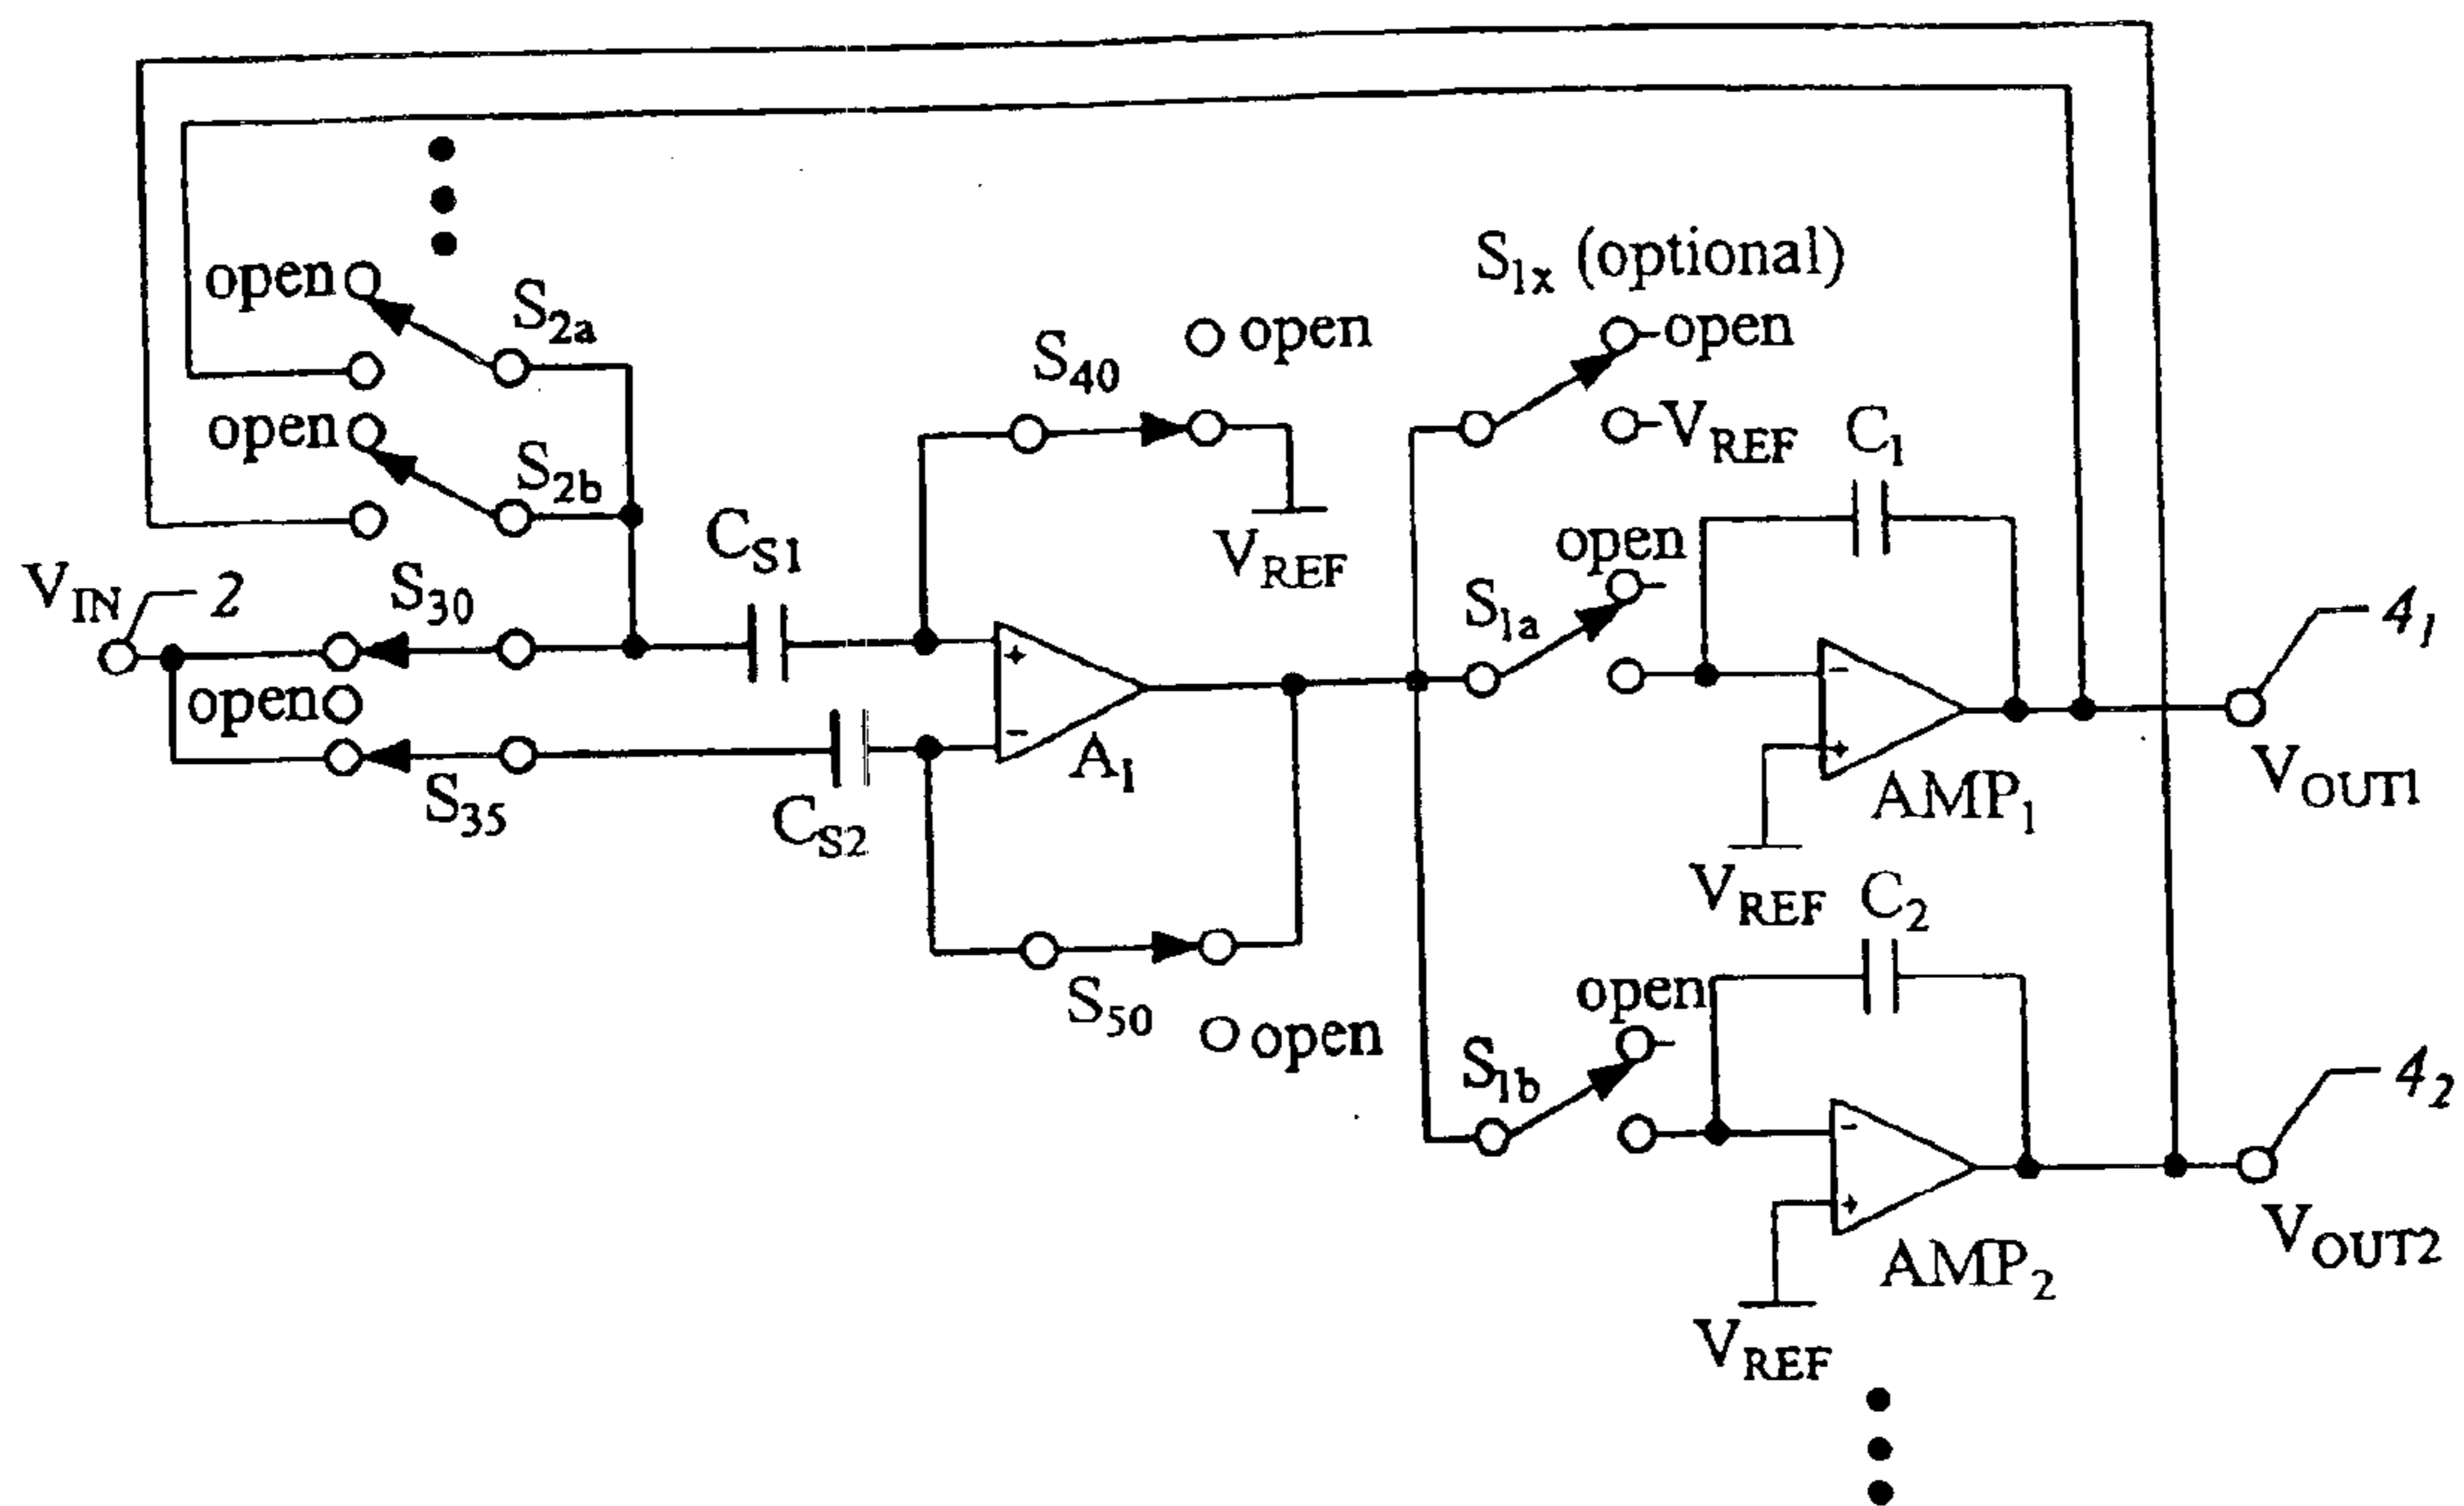 S1x (optional)
open
open
S2a
S40
open
VREF
open
S2b
VREF
C1
CS1
open
VIN
2
S30
S1a
41
+
-
open
-
A1
+
VOUT1
S35
CS2
AMP1
VREF
C2
S50
open
open
S1b
42
-
+
VOUT2
AMP2
VREF